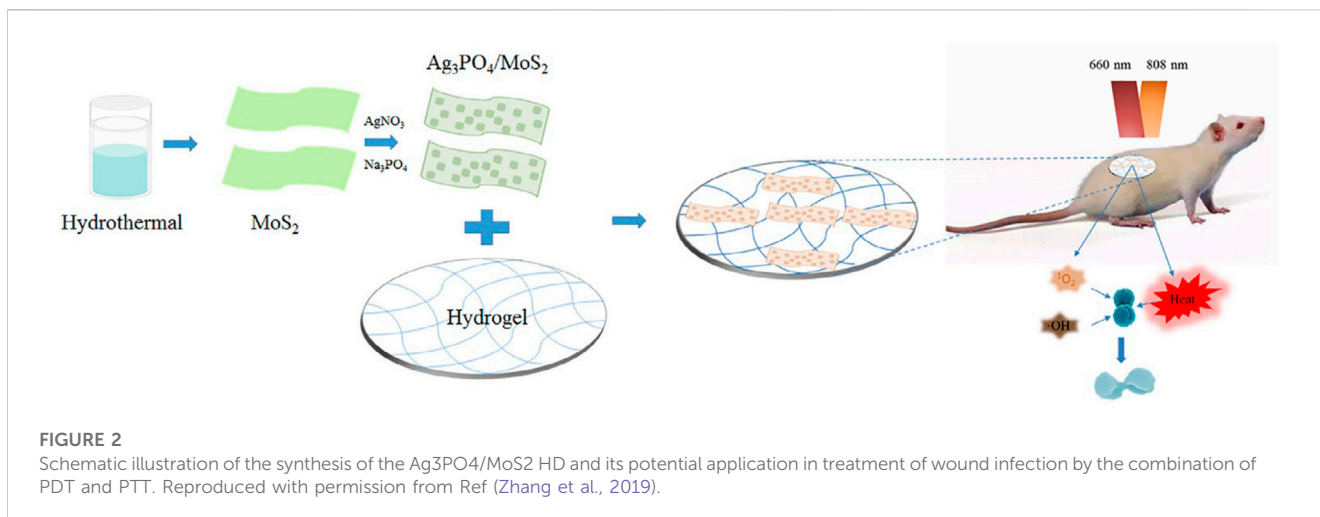 Ag₃PO₄/MoS₂
660 nm 808 nm
AgNO₃
Na₃PO₄
Hydrothermal
MoS₂
Hydrogel
¹O₂
Heat
·OH
FIGURE 2
Schematic illustration of the synthesis of the Ag3PO4/MoS2 HD and its potential application in treatment of wound infection by the combination of
PDT and PTT. Reproduced with permission from Ref (Zhang et al., 2019).